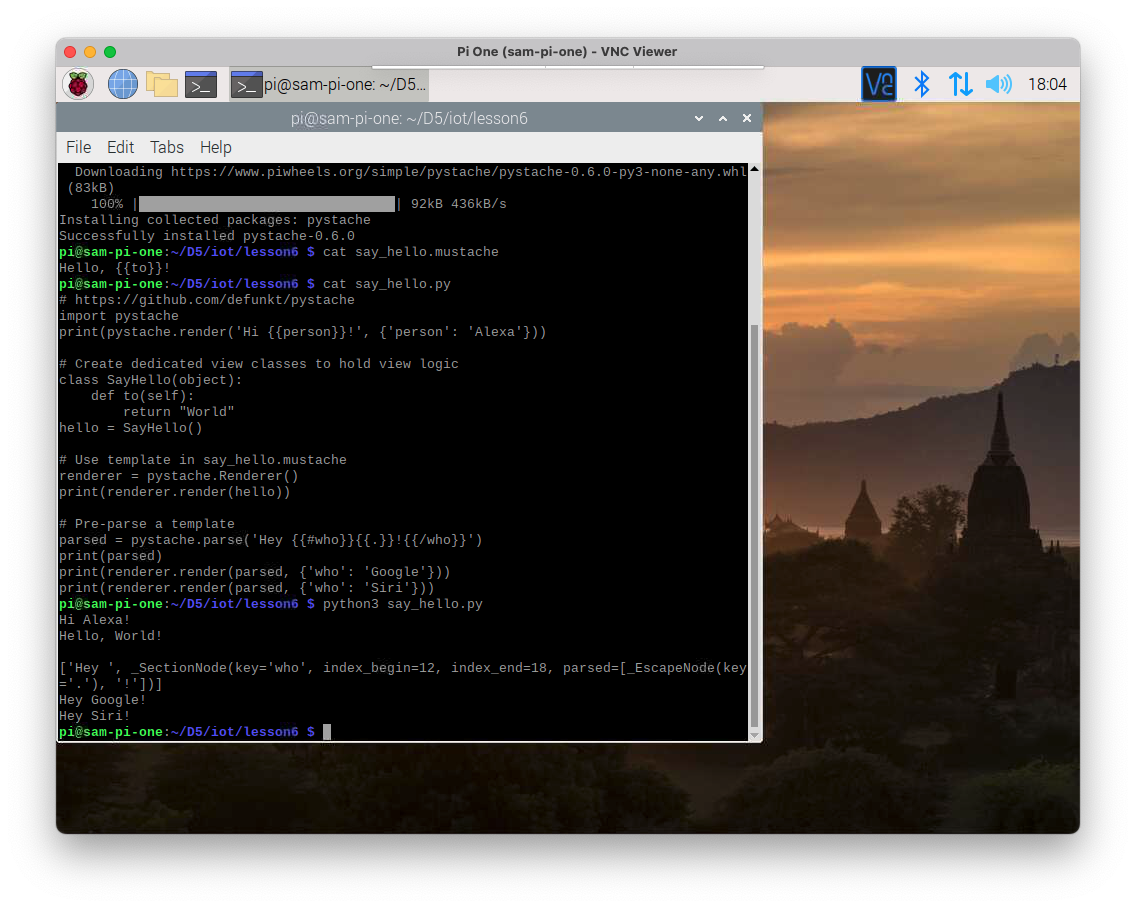 Pi One (sam-pi-one) - VNC Viewer
pi@sam-pi-one: ~/D5...
18:04
pi@sam-pi-one: ~/D5/iot/lesson6
File Edit Tabs Help
  Downloading https://www.piwheels.org/simple/pystache/pystache-0.6.0-py3-none-any.whl
 (83kB)
    100% || 92kB 436kB/s
Installing collected packages: pystache
Successfully installed pystache-0.6.0
pi@sam-pi-one:~/D5/iot/lesson6 $ cat say_hello.mustache
Hello, {{to}}!
pi@sam-pi-one:~/D5/iot/lesson6 $ cat say_hello.py
# https://github.com/defunkt/pystache
import pystache
print(pystache.render('Hi {{person}}!', {'person': 'Alexa'}))

# Create dedicated view classes to hold view logic
class SayHello(object):
    def to(self):
        return "World"
hello = SayHello()

# Use template in say_hello.mustache
renderer = pystache.Renderer()
print(renderer.render(hello))

# Pre-parse a template
parsed = pystache.parse('Hey {{#who}}{{.}}!{{/who}}')
print(parsed)
print(renderer.render(parsed, {'who': 'Google'}))
print(renderer.render(parsed, {'who': 'Siri'}))
pi@sam-pi-one:~/D5/iot/lesson6 $ python3 say_hello.py
Hi Alexa!
Hello, World!

['Hey ', _SectionNode(key='who', index_begin=12, index_end=18, parsed=[_EscapeNode(key
='.'), '!'])]
Hey Google!
Hey Siri!
pi@sam-pi-one:~/D5/iot/lesson6 $